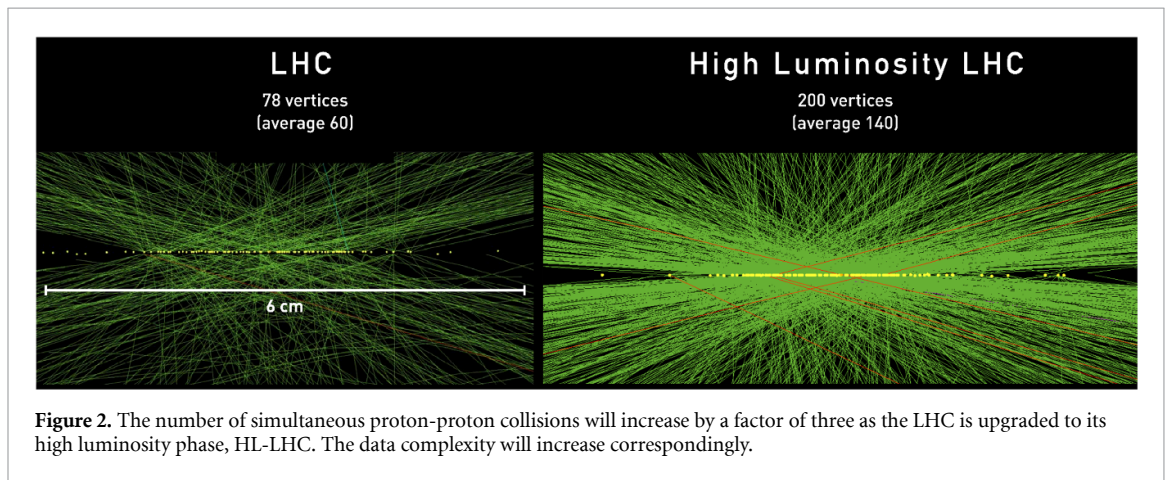 LHC
78 vertices
(average 60)
High Luminosity LHC
200 vertices
(average 140)
6 cm
Figure 2. The number of simultaneous proton-proton collisions will increase by a factor of three as the LHC is upgraded to its
high luminosity phase, HL-LHC. The data complexity will increase correspondingly.